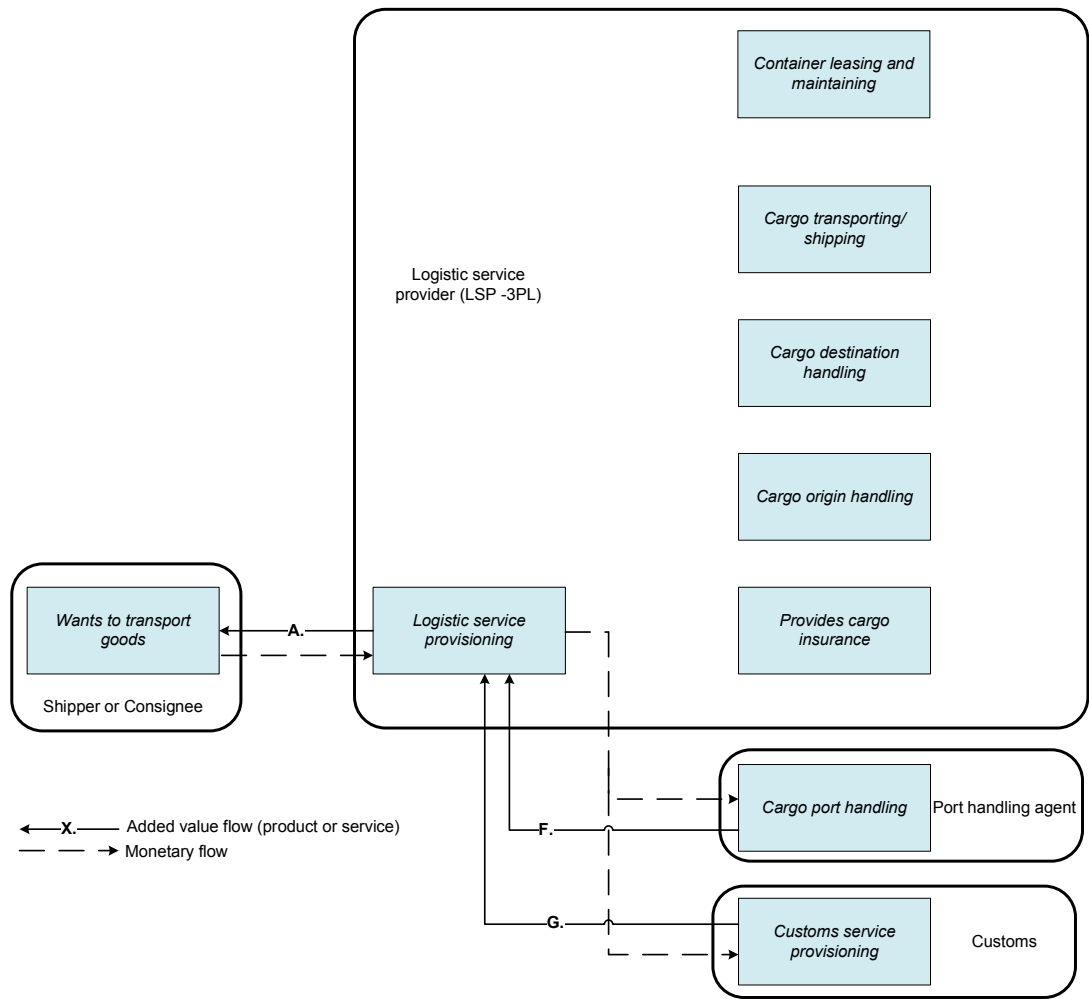 Container leasing and
maintaining
Cargo transporting/
shipping
Logistic service
provider (LSP -3PL)
Cargo destination
handling
Cargo origin handling
Wants to transport
goods
A.
Logistic service
provisioning
Provides cargo
insurance
Shipper or Consignee
Cargo port handling
Port handling agent
X.
Added value flow (product or service)
F.
Monetary flow
G.
Customs service
provisioning
Customs